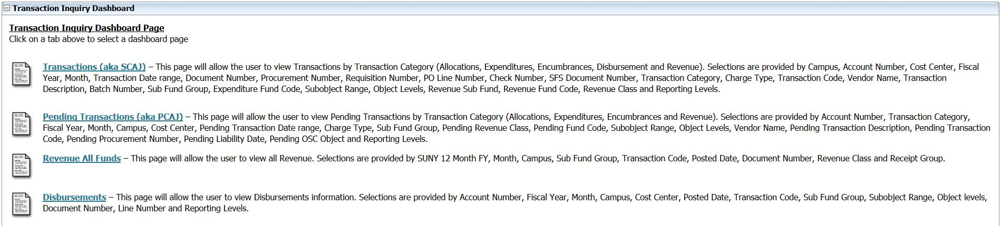 Transaction Inquiry Dashboard
Transaction Inquiry Dashboard Page
Click on a tab above to select a dashboard page
Transactions (aka SCAJ) – This page will allow the user to view Transactions by Transaction Category (Allocations, Expenditures, Encumbrances, Disbursement and Revenue). Selections are provided by Campus, Account Number, Cost Center, Fiscal
Year, Month, Transaction Date range, Document Number, Procurement Number, Requisition Number, PO Line Number, Check Number, SFS Document Number, Transaction Category, Charge Type, Transaction Code, Vendor Name, Transaction
Description, Batch Number, Sub Fund Group, Expenditure Fund Code, Subobject Range, Object Levels, Revenue Sub Fund, Revenue Fund Code, Revenue Class and Reporting Levels.
Pending Transactions (aka PCAJ) – This page will allow the user to view Pending Transactions by Transaction Category (Allocations, Expenditures, Encumbrances and Revenue). Selections are provided by Account Number, Transaction Category,
Fiscal Year, Month, Campus, Cost Center, Pending Transaction Date range, Charge Type, Sub Fund Group, Pending Revenue Class, Pending Fund Code, Subobject Range, Object Levels, Vendor Name, Pending Transaction Description, Pending Transaction
Code, Pending Procurement Number, Pending Liability Date, Pending OSC Object and Reporting Levels.
Revenue All Funds – This page will allow the user to view all Revenue. Selections are provided by SUNY 12 Month FY, Month, Campus, Sub Fund Group, Transaction Code, Posted Date, Document Number, Revenue Class and Receipt Group.
Disbursements – This page will allow the user to view Disbursements information. Selections are provided by Account Number, Fiscal Year, Month, Campus, Cost Center, Posted Date, Transaction Code, Sub Fund Group, Subobject Range, Object levels,
Document Number, Line Number and Reporting Levels.